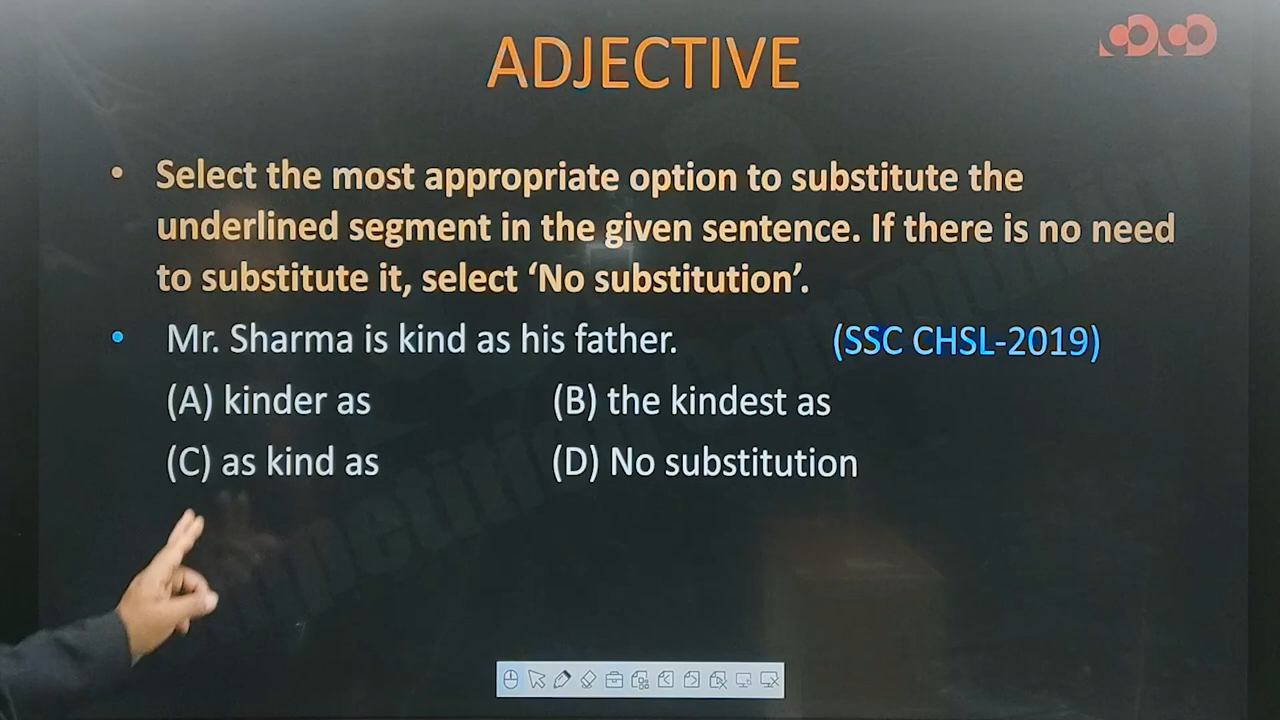 ADJECTIVE
• Select the most appropriate option to substitute the
underlined segment in the given sentence. If there is no need
to substitute it, select ‘No substitution’.
• Mr. Sharma is kind as his father. (SSC CHSL-2019)
(A) kinder as (B) the kindest as
(C) as kind as (D) No substitution